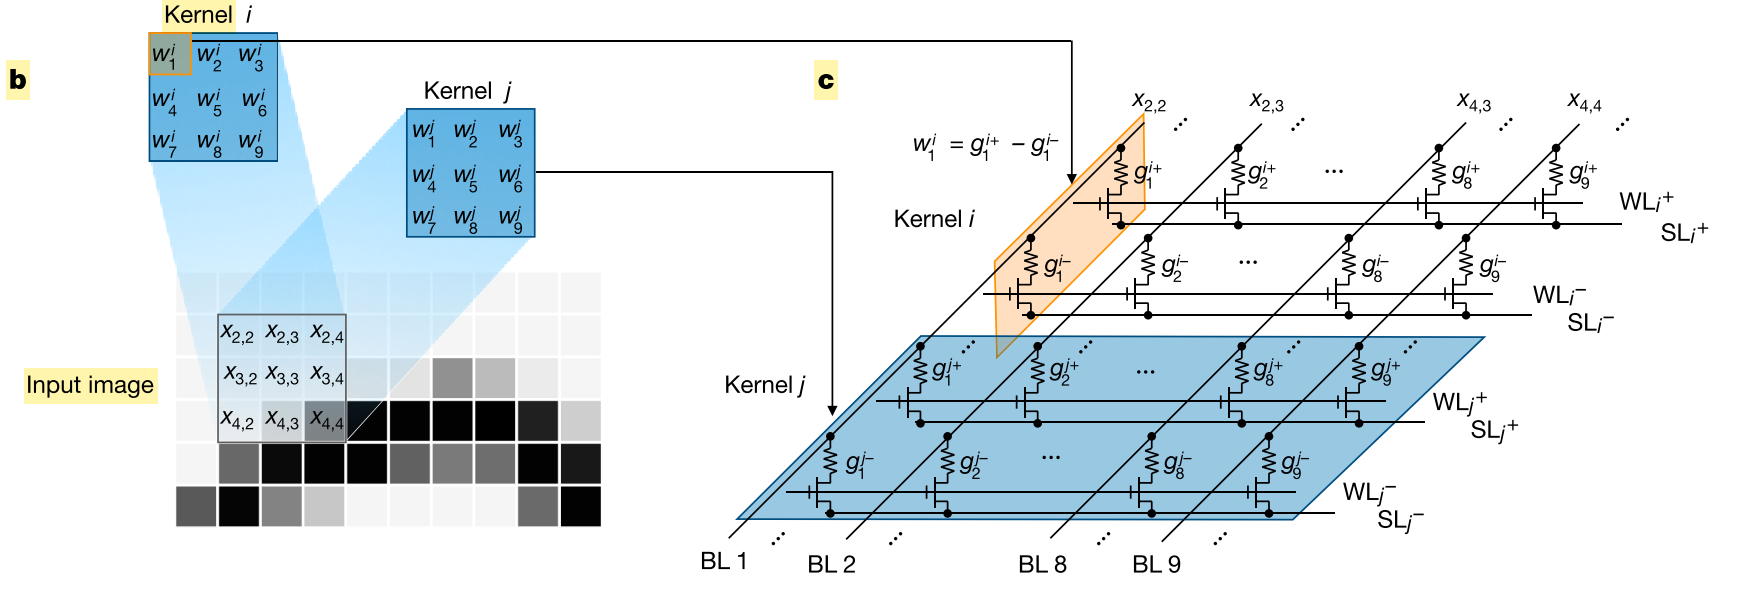 b
Kernel i
w₁ⁱ w₂ⁱ w₃ⁱ
w₄ⁱ w₅ⁱ w₆ⁱ
w₇ⁱ w₈ⁱ w₉ⁱ
Kernel j
w₁ʲ w₂ʲ w₃ʲ
w₄ʲ w₅ʲ w₆ʲ
w₇ʲ w₈ʲ w₉ʲ
Input image
x2,2 x2,3 x2,4
x3,2 x3,3 x3,4
x4,2 x4,3 x4,4
c
x2,2 ... x2,3 ... x4,3 ... x4,4 ...
w₁ⁱ = g₁ⁱ⁺ − g₁ⁱ⁻
Kernel i
g₁ⁱ⁺ g₂ⁱ⁺ ... g₈ⁱ⁺ g₉ⁱ⁺
WLi⁺
SLi⁺
g₁ⁱ⁻ g₂ⁱ⁻ ... g₈ⁱ⁻ g₉ⁱ⁻
WLi⁻
SLi⁻
Kernel j
g₁ʲ⁺ g₂ʲ⁺ ... g₈ʲ⁺ g₉ʲ⁺
WLj⁺
SLj⁺
g₁ʲ⁻ g₂ʲ⁻ ... g₈ʲ⁻ g₉ʲ⁻
WLj⁻
SLj⁻
BL 1 ... BL 2 ... BL 8 ... BL 9 ...